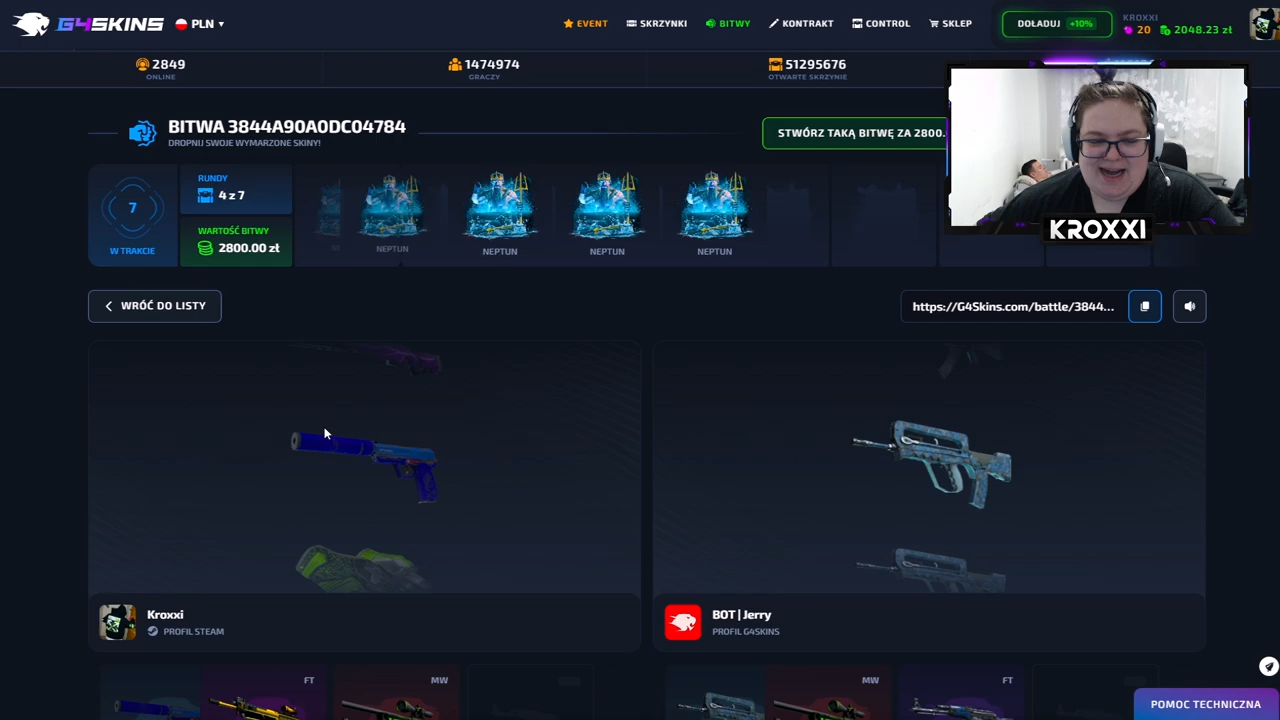 G4SKINS
PLN
EVENT
SKRZYNKI
BITWY
KONTRAKT
CONTROL
SKLEP
DOŁADUJ +10%
KROXXI
20 2048.23 zł
2849
ONLINE
1474974
GRACZY
51295676
OTWARTE SKRZYNIE
BITWA 3844A90A0DC04784
DROPNIJ SWOJE WYMARZONE SKINY!
STWÓRZ TAKĄ BITWĘ ZA 2800.
KROXXI
7
W TRAKCIE
RUNDY
4 z 7
WARTOŚĆ BITWY
2800.00 zł
NEPTUN
NEPTUN
NEPTUN
NEPTUN
WRÓĆ DO LISTY
https://G4Skins.com/battle/3844...
Kroxxi
PROFIL STEAM
BOT | Jerry
PROFIL G4SKINS
FT
MW
MW
FT
POMOC TECHNICZNA